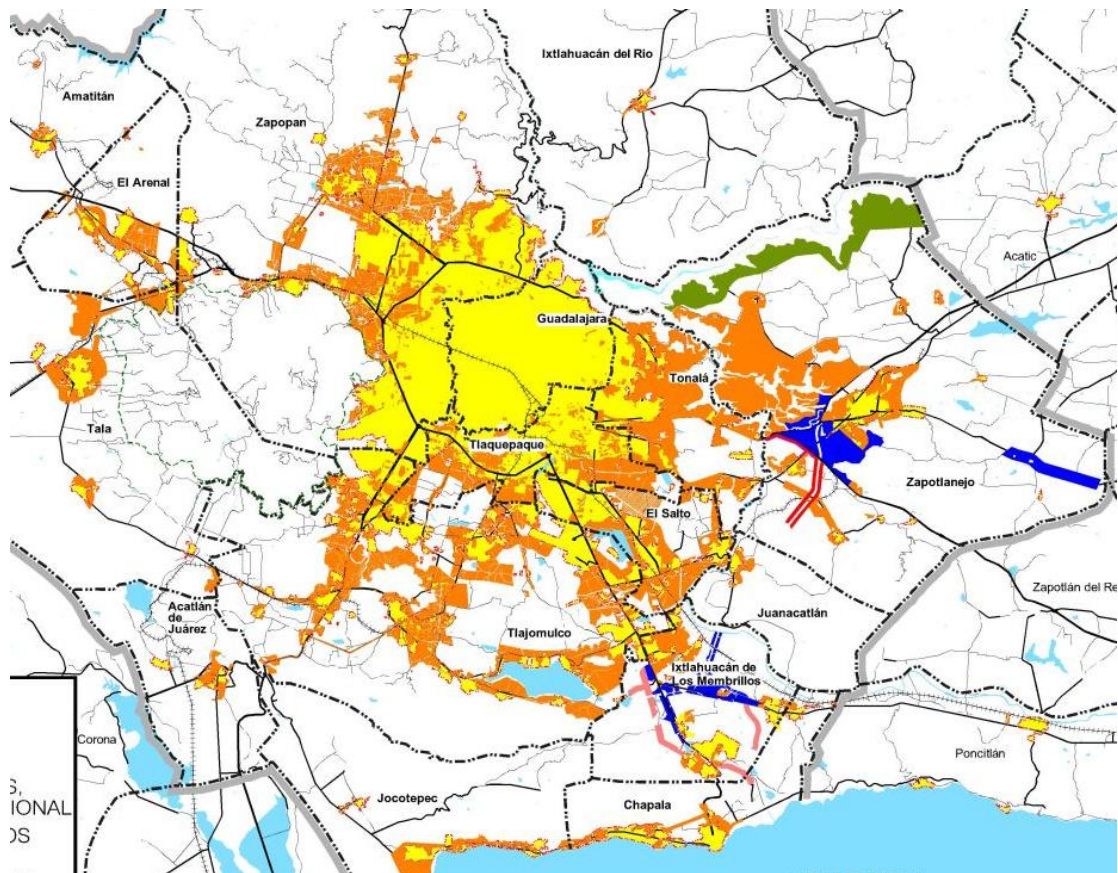 Ixtlahuacán del Rio
Amatitán
Zapopan
El Arenal
Acatic
Guadalajara
Tonalá
Tala
Tlaquepaque
Zapotlanejo
El Salto
Zapotlán del Re
Acatlán
de
Juárez
Juanacatlán
Tlajomulco
Ixtlahuacán de
Los Membrillos
Corona
Poncitlán
S,
IONAL
OS
Jocotepec
Chapala